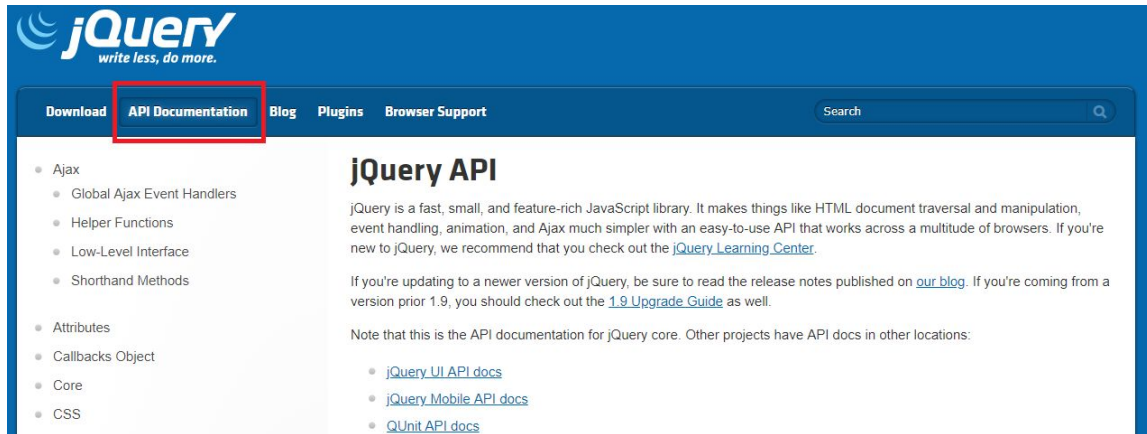 jQuery
write less, do more.
Download API Documentation Blog Plugins Browser Support Search
Ajax
Global Ajax Event Handlers
Helper Functions
Low-Level Interface
Shorthand Methods
Attributes
Callbacks Object
Core
CSS
jQuery API
jQuery is a fast, small, and feature-rich JavaScript library. It makes things like HTML document traversal and manipulation,
event handling, animation, and Ajax much simpler with an easy-to-use API that works across a multitude of browsers. If you're
new to jQuery, we recommend that you check out the jQuery Learning Center.
If you're updating to a newer version of jQuery, be sure to read the release notes published on our blog. If you're coming from a
version prior 1.9, you should check out the 1.9 Upgrade Guide as well.
Note that this is the API documentation for jQuery core. Other projects have API docs in other locations:
jQuery UI API docs
jQuery Mobile API docs
QUnit API docs